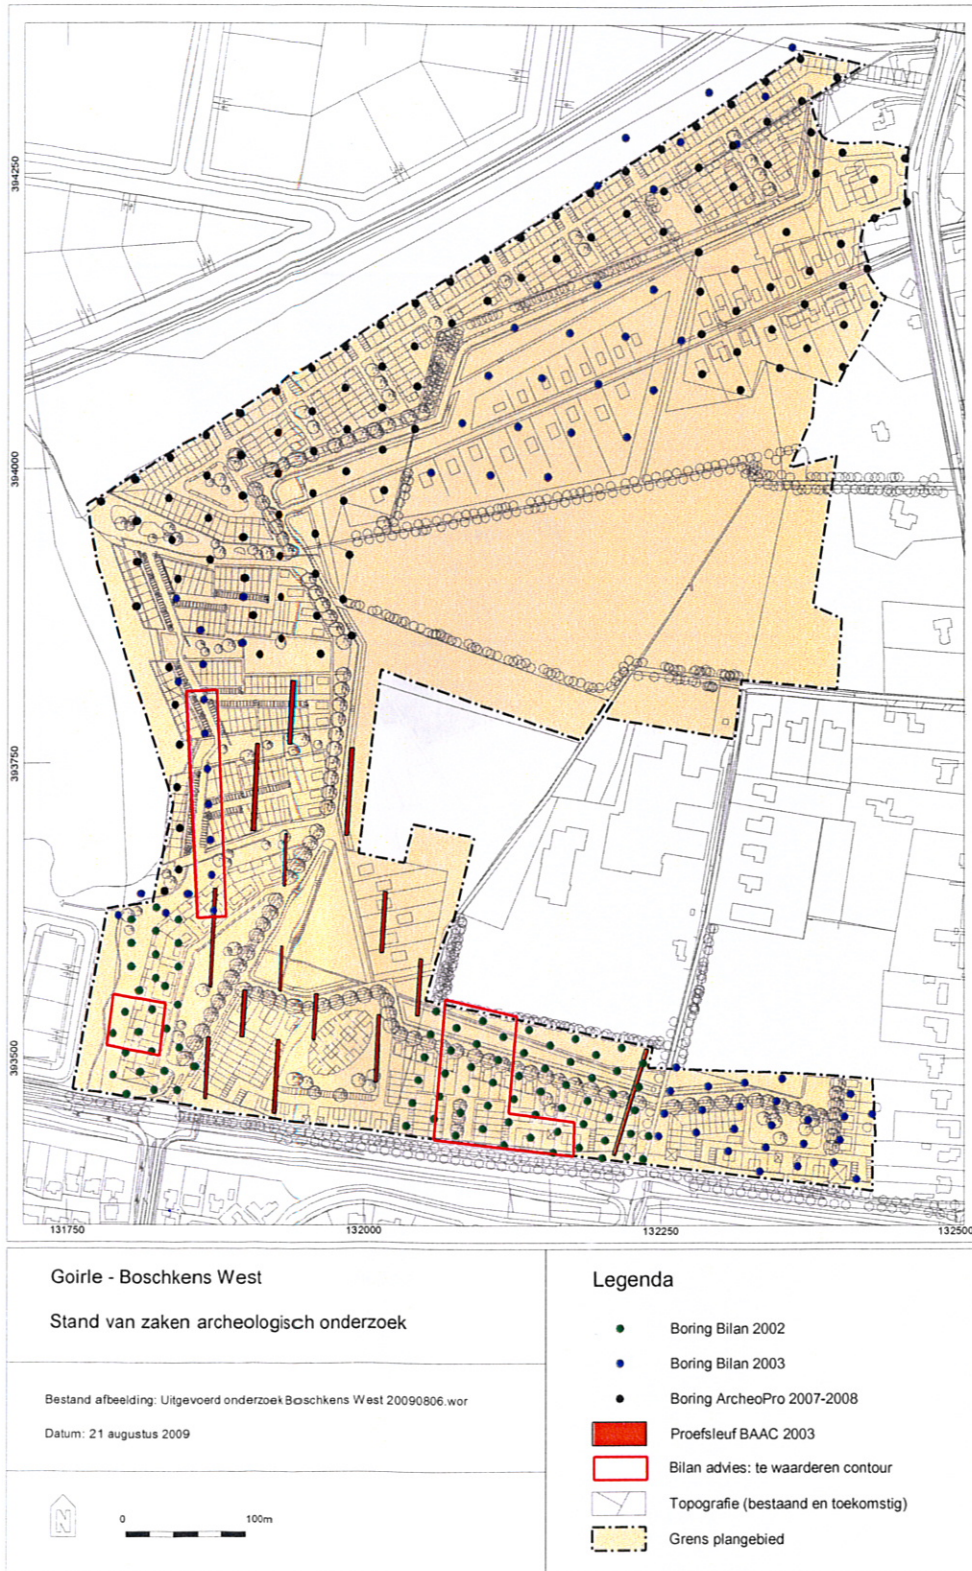 394250
394000
393750
393500
131750
132000
132250
132500
Goirle - Boschkens West
Stand van zaken archeologisch onderzoek
Bestand afbeelding: Uitgevoerd onderzoek Boschkens West 20090806.wor
Datum: 21 augustus 2009
N
0
100m
Legenda
Boring Bilan 2002
Boring Bilan 2003
Boring ArcheoPro 2007-2008
Proefsleuf BAAC 2003
Bilan advies: te waarderen contour
Topografie (bestaand en toekomstig)
Grens plangebied